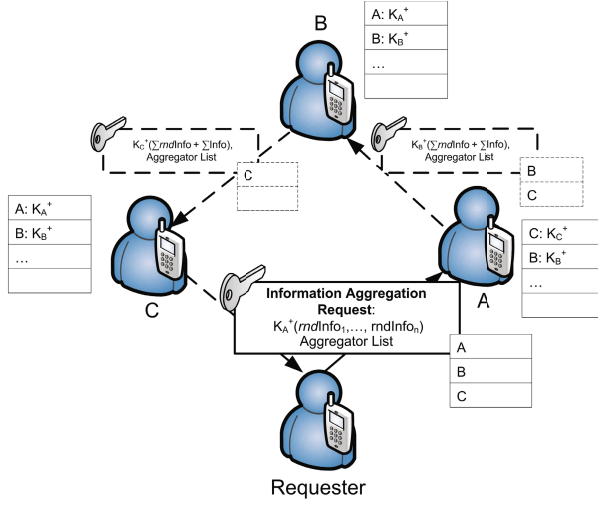 B
A: K_A^+
B: K_B^+
…
K_C^+(∑rndInfo + ∑Info),
Aggregator List
C
K_B^+(∑rndInfo + ∑Info),
Aggregator List
B
C
A: K_A^+
B: K_B^+
…
C
C: K_C^+
B: K_B^+
…
A
Information Aggregation
Request:
K_A^+(rndInfo_1,…, rndInfo_n)
Aggregator List
A
B
C
Requester